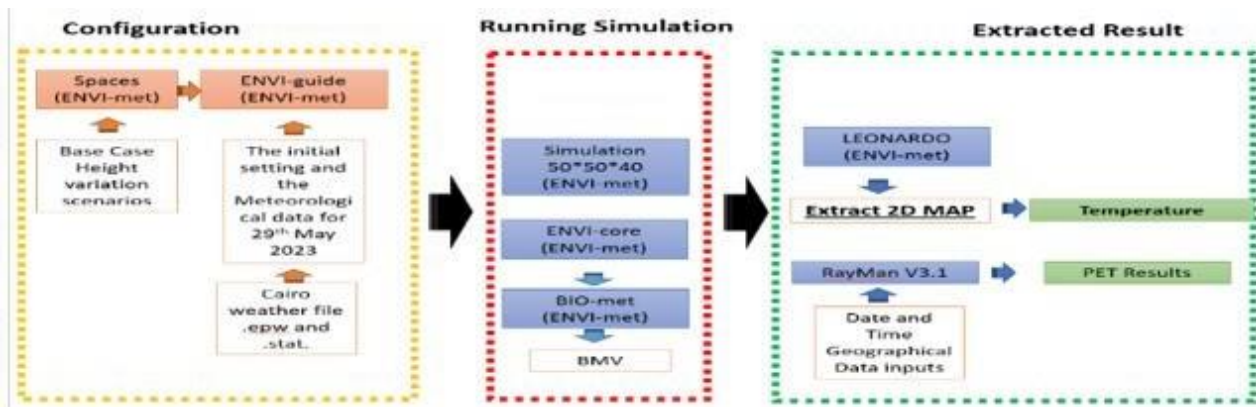 Configuration
Spaces
(ENVI-met)
ENVI-guide
(ENVI-met)
Base Case
Height
variation
scenarios
The initial
setting and
the
Meteorologi
cal data for
29th May
2023
Cairo
weather file
.epw and
.stat.
Running Simulation
Simulation
50*50*40
(ENVI-met)
ENVI-core
(ENVI-met)
BIO-met
(ENVI-met)
BMV
Extracted Result
LEONARDO
(ENVI-met)
Extract 2D MAP
Temperature
RayMan V3.1
PET Results
Date and
Time
Geographical
Data inputs